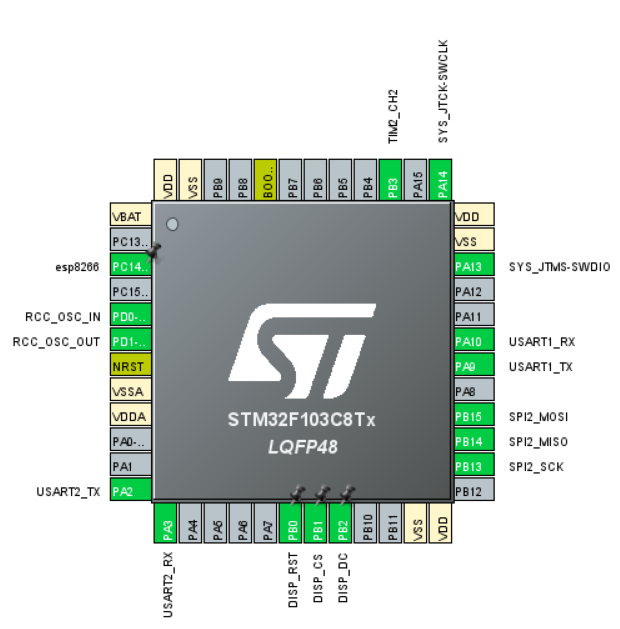 TIM2_CH2
SYS_JTCK-SWCLK
VDD
VSS
PB9
PB8
BOO..
PB7
PB6
PB5
PB4
PB3
PA15
PA14
VBAT
PC13..
esp8266 PC14..
PC15..
RCC_OSC_IN PD0-..
RCC_OSC_OUT PD1-..
NRST
VSSA
VDDA
PA0-..
PA1
USART2_TX PA2
VDD
VSS
PA13 SYS_JTMS-SWDIO
PA12
PA11
PA10 USART1_RX
PA9 USART1_TX
PA8
PB15 SPI2_MOSI
PB14 SPI2_MISO
PB13 SPI2_SCK
PB12
ST
STM32F103C8Tx
LQFP48
PA3
PA4
PA5
PA6
PA7
PB0
PB1
PB2
PB10
PB11
VSS
VDD
USART2_RX
DISP_RST
DISP_CS
DISP_DC